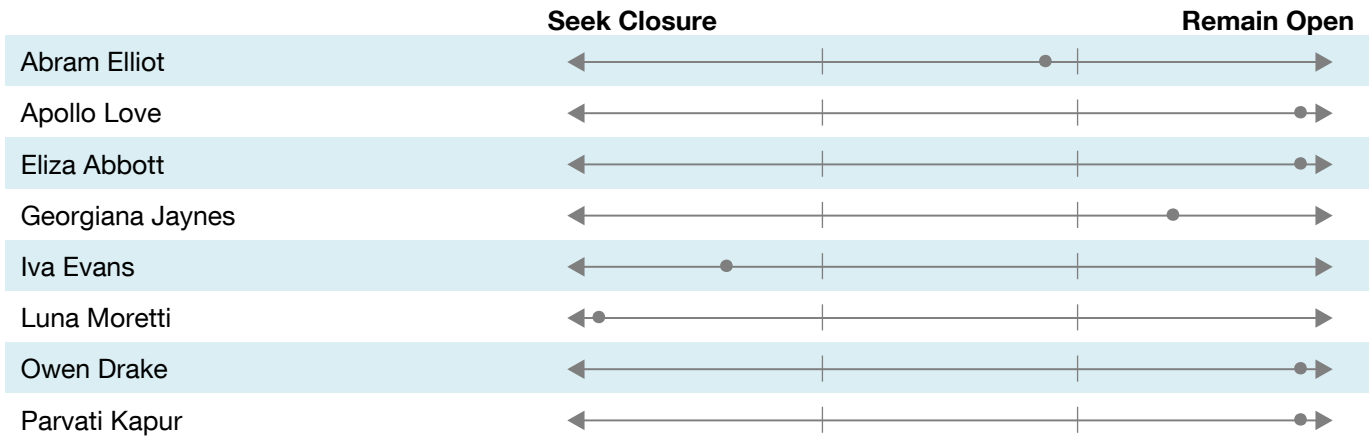 Seek Closure Remain Open
Abram Elliot
Apollo Love
Eliza Abbott
Georgiana Jaynes
Iva Evans
Luna Moretti
Owen Drake
Parvati Kapur